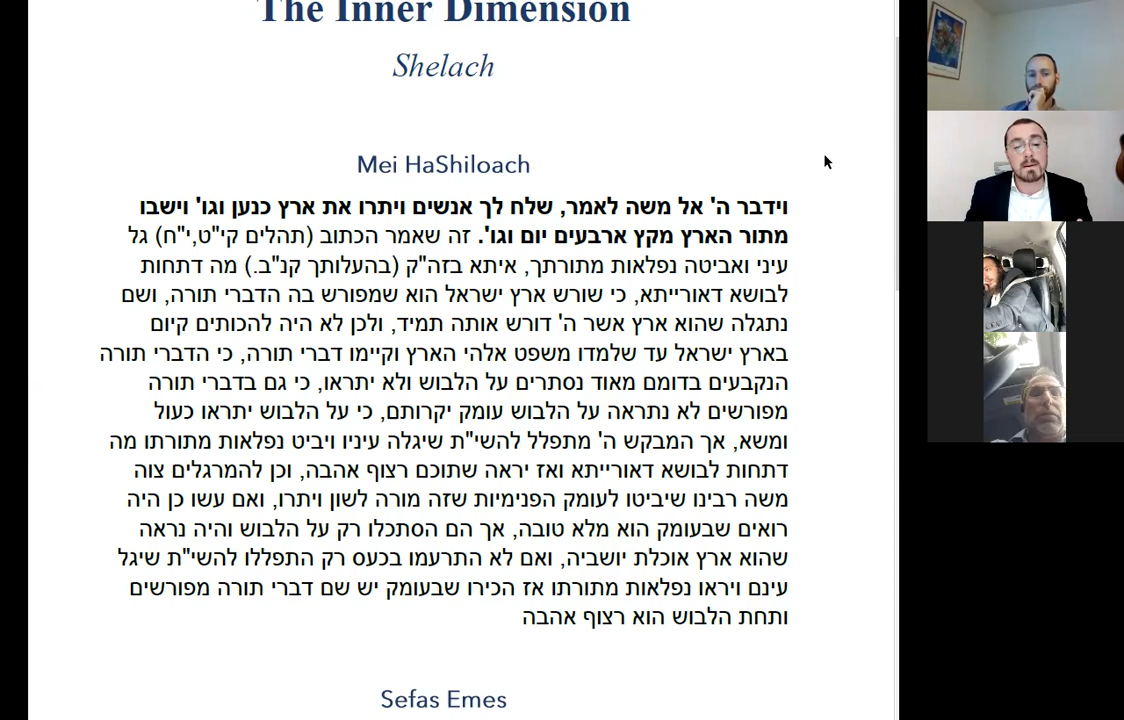 The Inner Dimension
Shelach
Mei HaShiloach
וידבר ה' אל משה לאמר, שלח לך אנשים ויתרו את ארץ כנען וגו' וישבו
מתור הארץ מקץ ארבעים יום וגו'. זה שאמר הכתוב (תהלים קי"ט,י"ח) גל
עיני ואביטה נפלאות מתורתך, איתא בזה"ק (בהעלותך קנ"ב.) מה דתחות
לבושא דאורייתא, כי שורש ארץ ישראל הוא שמפורש בה הדברי תורה, ושם
נתגלה שהוא ארץ אשר ה' דורש אותה תמיד, ולכן לא היה להכותים קיום
בארץ ישראל עד שלמדו משפט אלהי הארץ וקיימו דברי תורה, כי הדברי תורה
הנקבעים בדומם מאוד נסתרים על הלבוש ולא יתראו, כי גם בדברי תורה
מפורשים לא נתראה על הלבוש עומק יקרותם, כי על הלבוש יתראו כעול
ומשא, אך המבקש ה' מתפלל להשי"ת שיגלה עיניו ויביט נפלאות מתורתו מה
דתחות לבושא דאורייתא ואז יראה שתוכם רצוף אהבה, וכן להמרגלים צוה
משה רבינו שיביטו לעומק הפנימיות שזה מורה לשון ויתרו, ואם עשו כן היה
רואים שבעומק הוא מלא טובה, אך הם הסתכלו רק על הלבוש והיה נראה
שהוא ארץ אוכלת יושביה, ואם לא התרעמו בכעס רק התפללו להשי"ת שיגל
עינם ויראו נפלאות מתורתו אז הכירו שבעומק יש שם דברי תורה מפורשים
ותחת הלבוש הוא רצוף אהבה
Sefas Emes